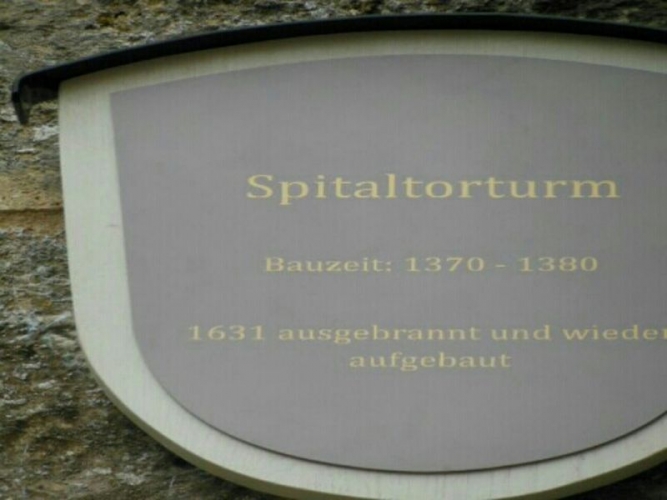 Spitaltorturm
Bauzeit: 1370 - 1380
1631 ausgebrannt und wieder
aufgebaut